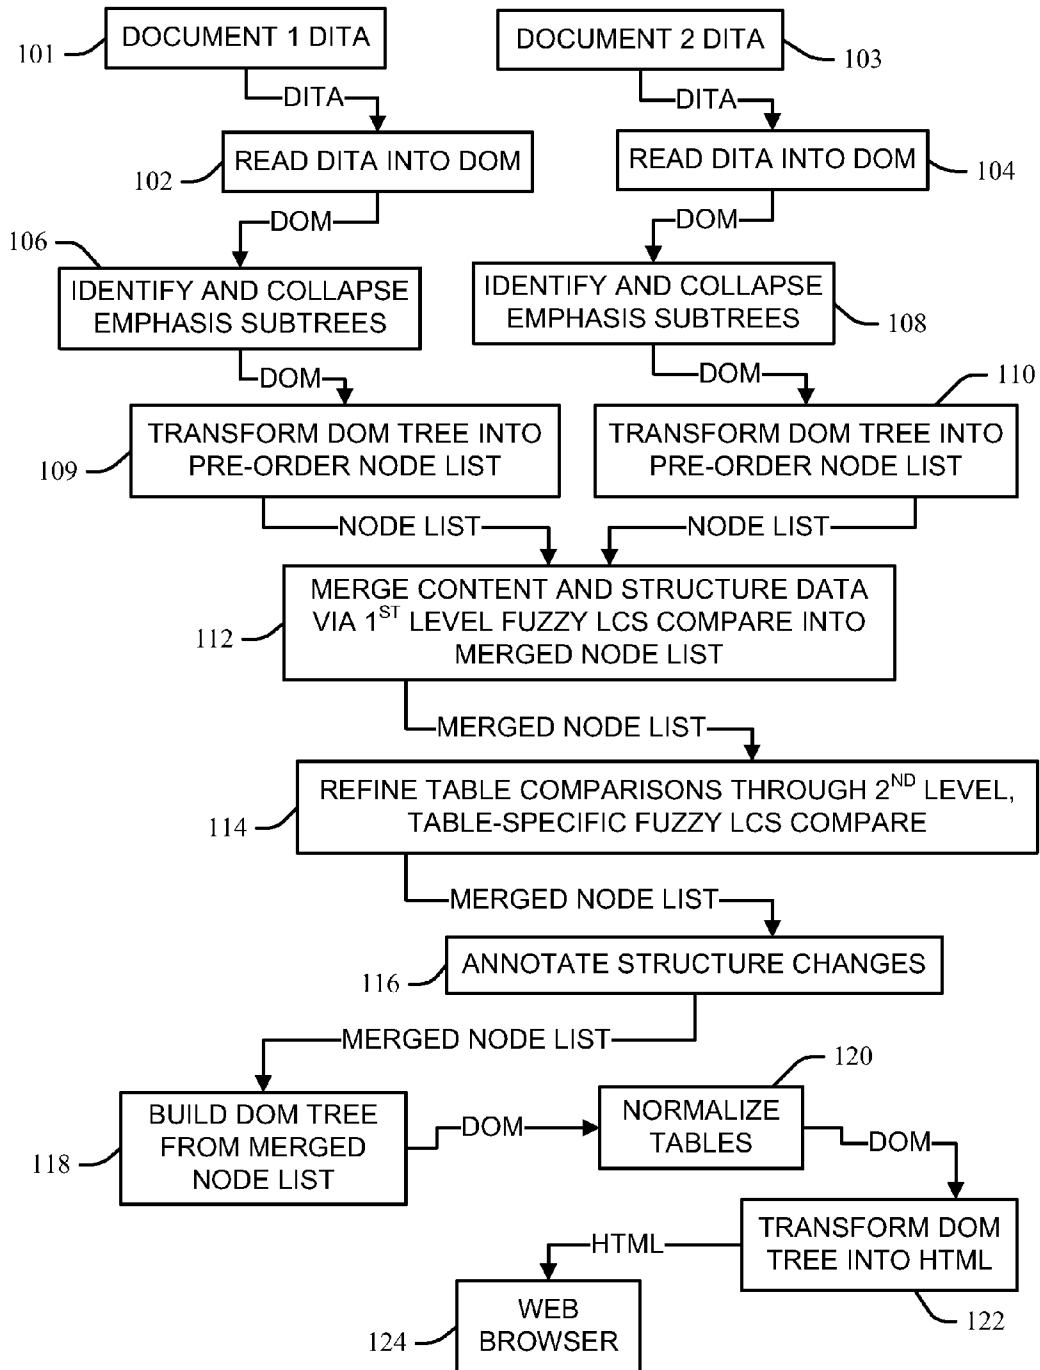 DOCUMENT 1 DITA
101
DOCUMENT 2 DITA
103
DITA
DITA
READ DITA INTO DOM
102
READ DITA INTO DOM
104
DOM
DOM
106
IDENTIFY AND COLLAPSE
EMPHASIS SUBTREES
IDENTIFY AND COLLAPSE
EMPHASIS SUBTREES
108
DOM
DOM
110
TRANSFORM DOM TREE INTO
PRE-ORDER NODE LIST
109
TRANSFORM DOM TREE INTO
PRE-ORDER NODE LIST
NODE LIST
NODE LIST
MERGE CONTENT AND STRUCTURE DATA
VIA 1ST LEVEL FUZZY LCS COMPARE INTO
MERGED NODE LIST
112
MERGED NODE LIST
REFINE TABLE COMPARISONS THROUGH 2ND LEVEL,
TABLE-SPECIFIC FUZZY LCS COMPARE
114
MERGED NODE LIST
ANNOTATE STRUCTURE CHANGES
116
MERGED NODE LIST
120
BUILD DOM TREE
FROM MERGED
NODE LIST
118
DOM
NORMALIZE
TABLES
DOM
TRANSFORM DOM
TREE INTO HTML
122
HTML
WEB
BROWSER
124